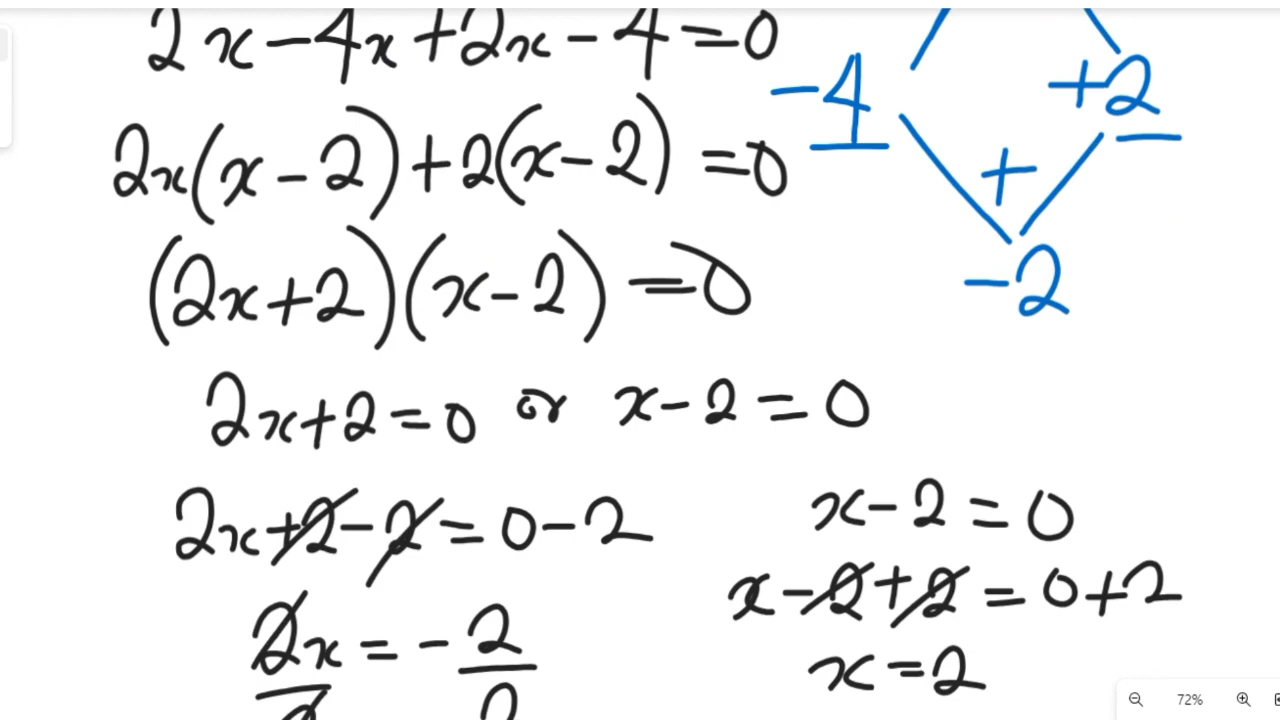 2x-4x+2x-4=0
-4 +2
2x(x-2)+2(x-2)=0
+
(2x+2)(x-2)=0
-2
2x+2=0 or x-2=0
2x+2-2=0-2
x-2=0
x-2+2=0+2
2x=-2
x=2
2 2
72%